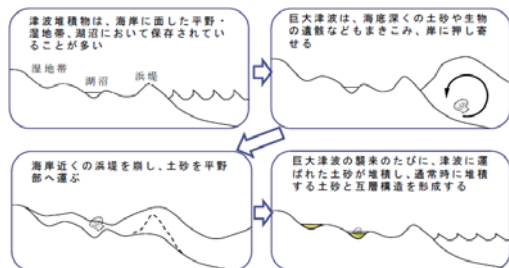 津波堆積物は、海岸に面した平野・
湿地帯、湖沼において保存されてい
ることが多い
湿地帯
湖沼
浜堤
巨大津波は、海底深くの土砂や生物
の遺骸などもまきこみ、岸に押し寄
せる
海岸近くの浜堤を崩し、土砂を平野
部へ運ぶ
巨大津波の襲来のたびに、津波に運
ばれた土砂が堆積し、通常時に堆積
する土砂と互層構造を形成する